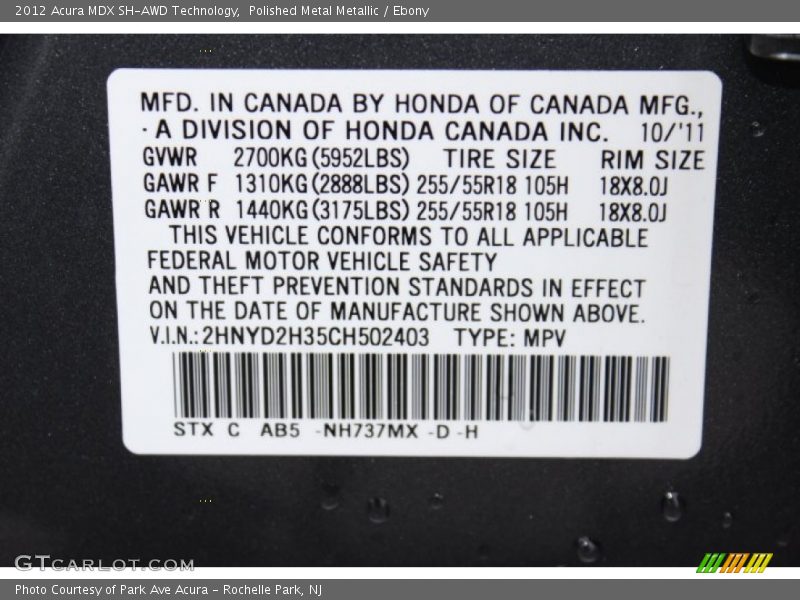 2012 Acura MDX SH-AWD Technology,  Polished Metal Metallic / Ebony
MFD. IN CANADA BY HONDA OF CANADA MFG.,
· A DIVISION OF HONDA CANADA INC. 10/'11
GVWR 2700KG(5952LBS) TIRE SIZE RIM SIZE
GAWR F 1310KG(2888LBS) 255/55R18 105H 18X8.0J
GAWR R 1440KG(3175LBS) 255/55R18 105H 18X8.0J
THIS VEHICLE CONFORMS TO ALL APPLICABLE
FEDERAL MOTOR VEHICLE SAFETY
AND THEFT PREVENTION STANDARDS IN EFFECT
ON THE DATE OF MANUFACTURE SHOWN ABOVE.
V.I.N.:2HNYD2H35CH502403 TYPE: MPV
STX C AB5 -NH737MX -D -H
GTCARLOT.COM
Photo Courtesy of Park Ave Acura - Rochelle Park, NJ